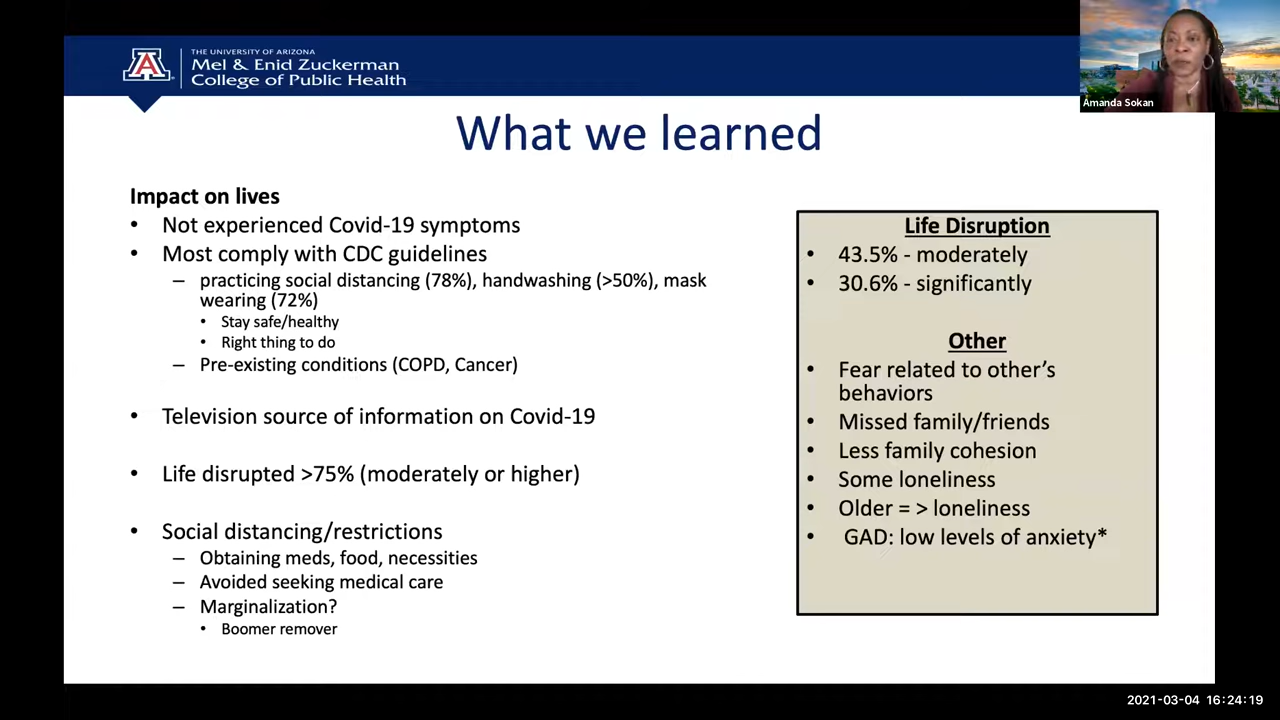 THE UNIVERSITY OF ARIZONA
Mel & Enid Zuckerman
College of Public Health
Amanda Sokan
What we learned
Impact on lives
• Not experienced Covid-19 symptoms
• Most comply with CDC guidelines
– practicing social distancing (78%), handwashing (>50%), mask
wearing (72%)
• Stay safe/healthy
• Right thing to do
– Pre-existing conditions (COPD, Cancer)
• Television source of information on Covid-19
• Life disrupted >75% (moderately or higher)
• Social distancing/restrictions
– Obtaining meds, food, necessities
– Avoided seeking medical care
– Marginalization?
• Boomer remover
Life Disruption
• 43.5% - moderately
• 30.6% - significantly
Other
• Fear related to other's
behaviors
• Missed family/friends
• Less family cohesion
• Some loneliness
• Older = > loneliness
• GAD: low levels of anxiety*
2021-03-04 16:24:19